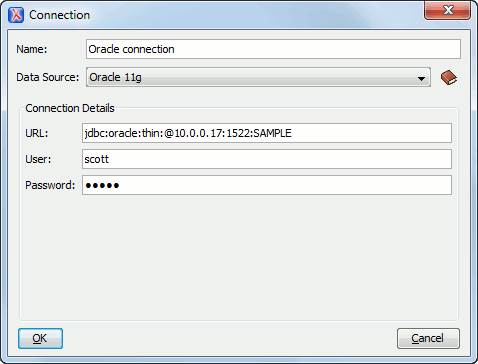 Connection
Name: Oracle connection
Data Source: Oracle 11g
Connection Details
URL: jdbc:oracle:thin:@10.0.0.17:1522:SAMPLE
User: scott
Password: ●●●●●
OK Cancel